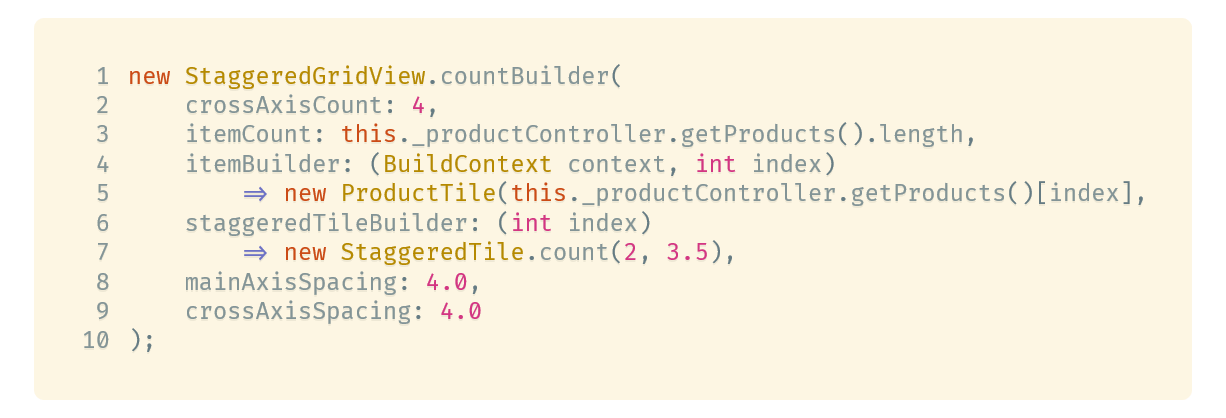 1 new StaggeredGridView.countBuilder(
2     crossAxisCount: 4,
3     itemCount: this._productController.getProducts().length,
4     itemBuilder: (BuildContext context, int index)
5         => new ProductTile(this._productController.getProducts()[index],
6     staggeredTileBuilder: (int index)
7         => new StaggeredTile.count(2, 3.5),
8     mainAxisSpacing: 4.0,
9     crossAxisSpacing: 4.0
10 );